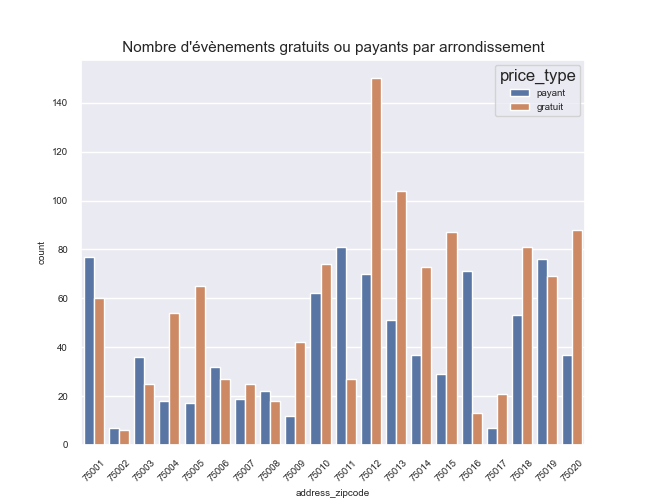 Nombre d'évènements gratuits ou payants par arrondissement
price_type
payant
gratuit
140
120
100
80
60
40
20
0
count
75001 75002 75003 75004 75005 75006 75007 75008 75009 75010 75011 75012 75013 75014 75015 75016 75017 75018 75019 75020
address_zipcode